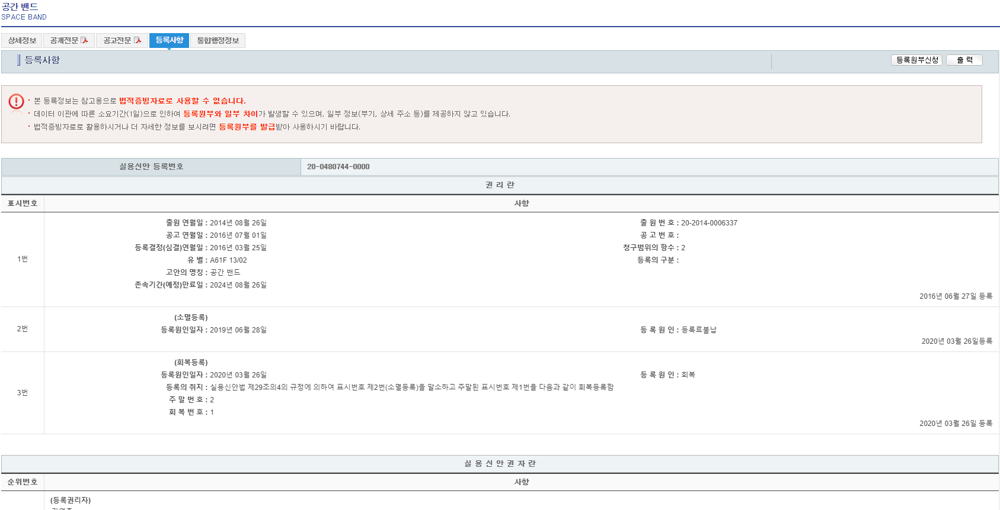 공간 밴드
SPACE BAND
상세정보 공개전문 공고전문 등록사항 통합행정정보
등록사항 등록원부신청 출 력
· 본 등록정보는 참고용으로 법적증빙자료로 사용할 수 없습니다.
· 데이터 이관에 따른 소요기간(1일)으로 인하여 등록원부와 일부 차이가 발생할 수 있으며, 일부 정보(부기, 상세 주소 등)를 제공하지 않고 있습니다.
· 법적증빙자료로 활용하시거나 더 자세한 정보를 보시려면 등록원부를 발급받아 사용하시기 바랍니다.
실용신안 등록번호 20-0480744-0000
권 리 란
표시번호 사항
출원 연월일 : 2014년 08월 26일 출 원 번 호 : 20-2014-0006337
공고 연월일 : 2016년 07월 01일 공 고 번 호 :
등록결정(심결)연월일 : 2016년 03월 25일 청구범위의 항수 : 2
1번 유 별 : A61F 13/02 등록의 구분 :
고안의 명칭 : 공간 밴드
존속기간(예정)만료일 : 2024년 08월 26일
2016년 06월 27일 등록
(소멸등록)
2번 등록원인일자 : 2019년 06월 28일 등 록 원 인 : 등록료불납
2020년 03월 26일등록
(회복등록)
등록원인일자 : 2020년 03월 26일 등 록 원 인 : 회복
3번 등록의 취지 : 실용신안법 제29조의4의 규정에 의하여 표시번호 제2번(소멸등록)을 말소하고 주말된 표시번호 제1번을 다음과 같이 회복등록함
주 말 번 호 : 2
회 복 번 호 : 1
2020년 03월 26일 등록
실 용 신 안 권 자 란
순위번호 사항
(등록권리자)